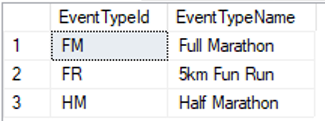 EventTypeId EventTypeName
1 FM Full Marathon
2 FR 5km Fun Run
3 HM Half Marathon